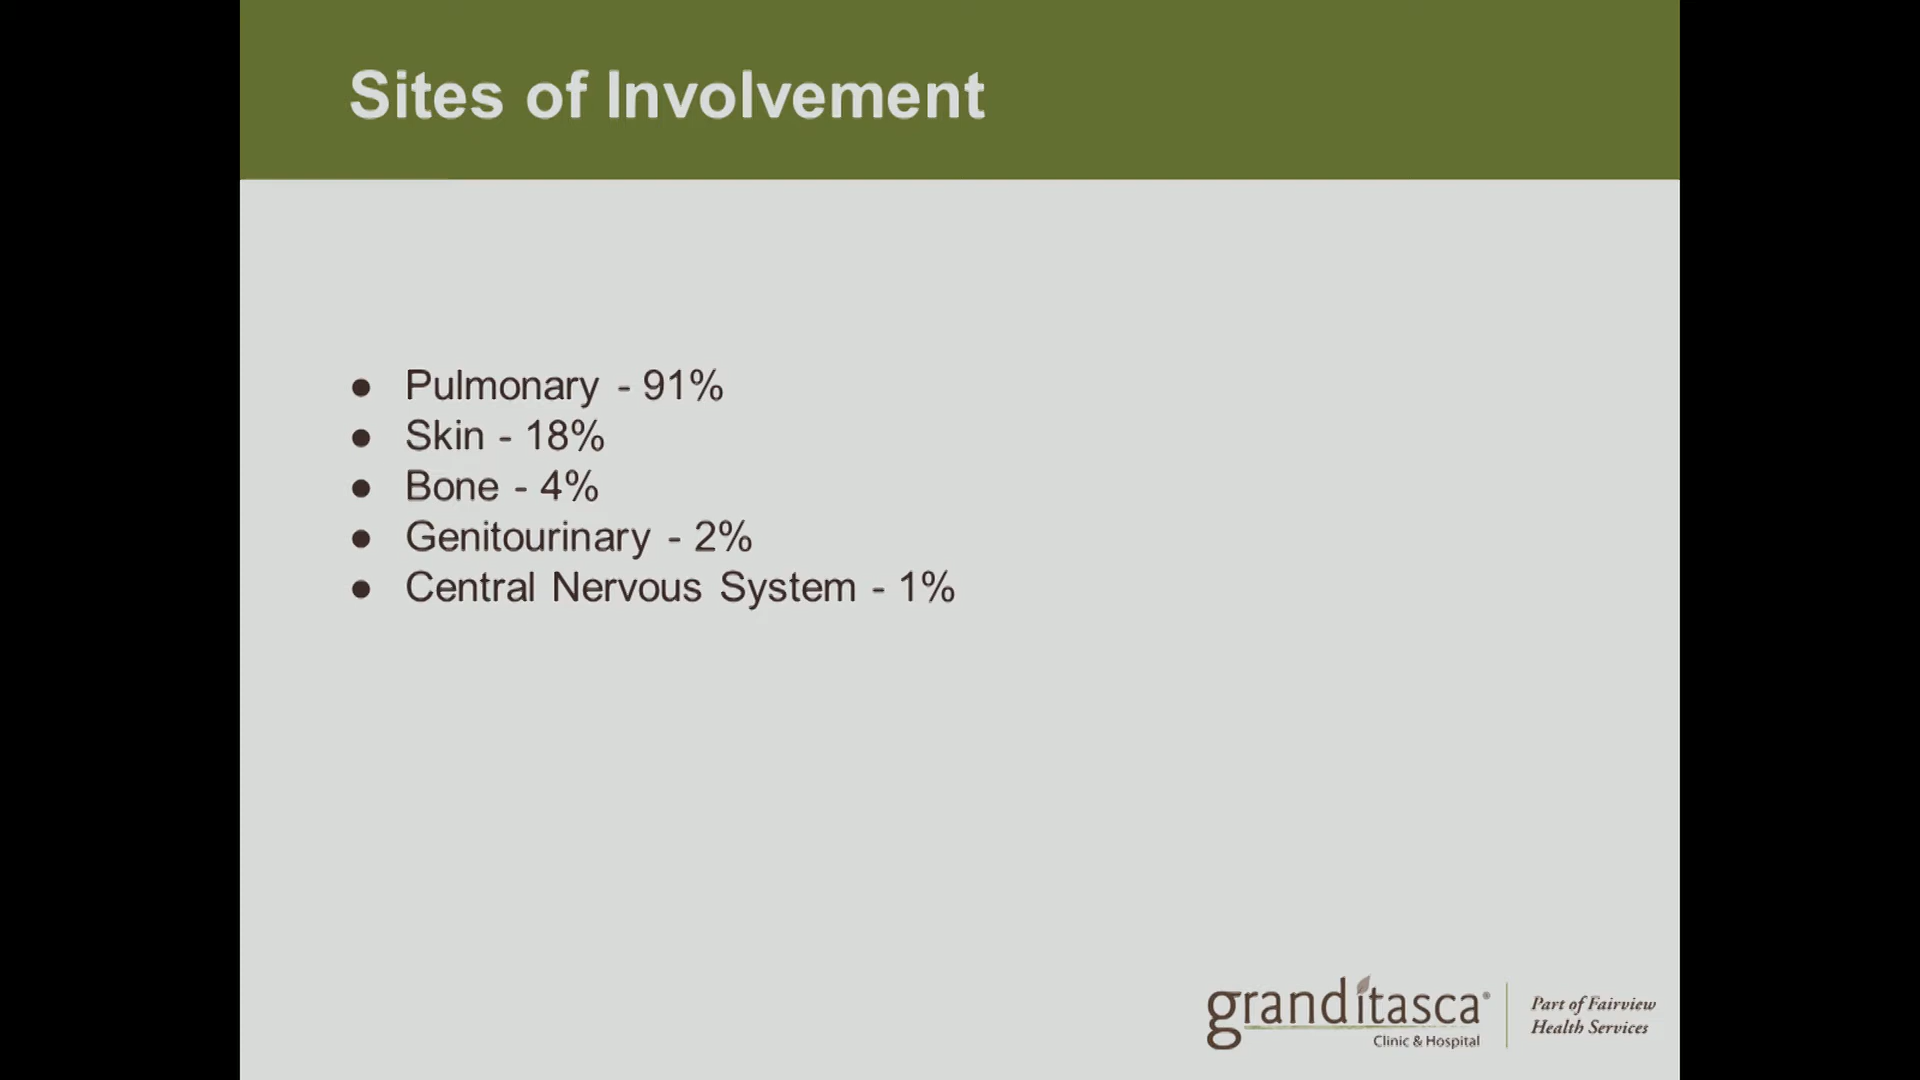 Sites of Involvement
● Pulmonary - 91%
● Skin - 18%
● Bone - 4%
● Genitourinary - 2%
● Central Nervous System - 1%
granditasca®
Clinic & Hospital
Part of Fairview
Health Services